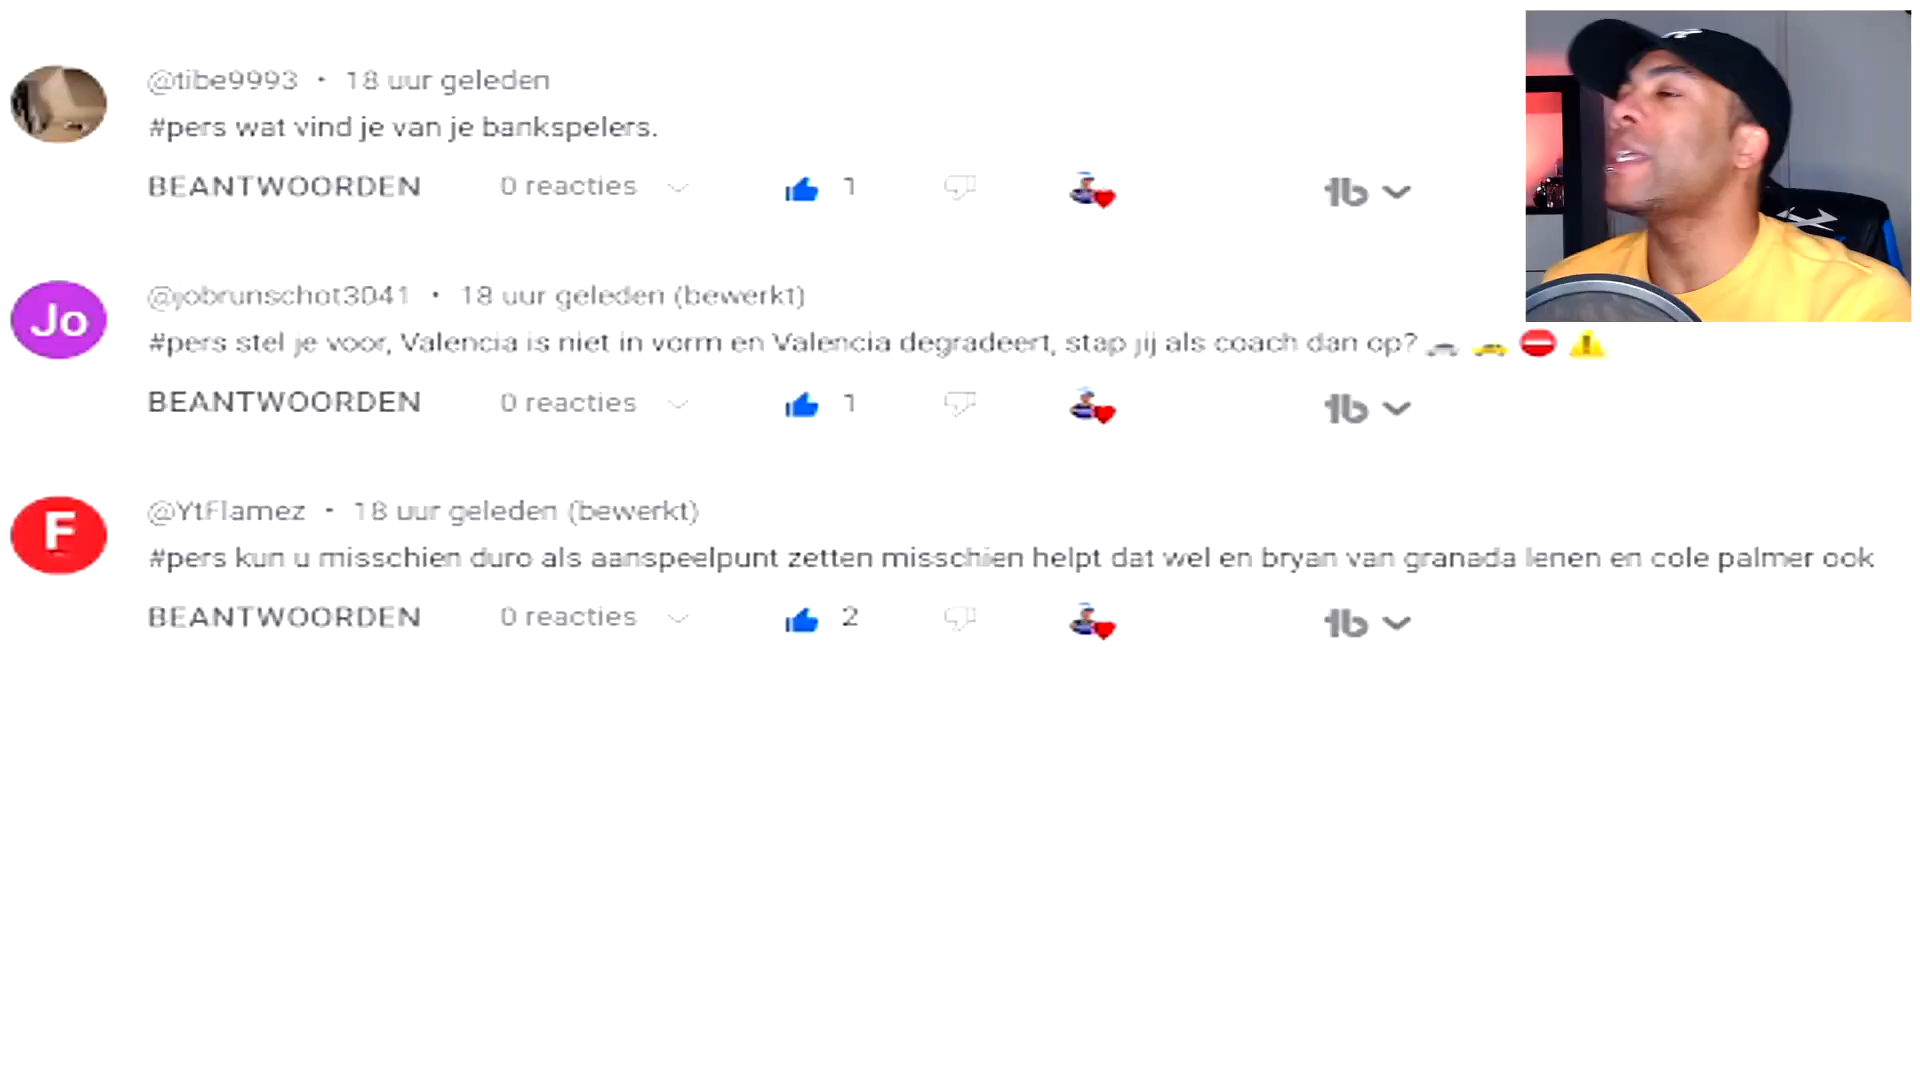 @tibe9993 • 18 uur geleden
#pers wat vind je van je bankspelers.
BEANTWOORDEN 0 reacties 1
Jo
@jobrunschot3041 • 18 uur geleden (bewerkt)
#pers stel je voor, Valencia is niet in vorm en Valencia degradeert, stap jij als coach dan op? 🚗 🚕 ⛔ ⚠️
BEANTWOORDEN 0 reacties 1
F
@YtFlamez • 18 uur geleden (bewerkt)
#pers kun u misschien duro als aanspeelpunt zetten misschien helpt dat wel en bryan van granada lenen en cole palmer ook
BEANTWOORDEN 0 reacties 2